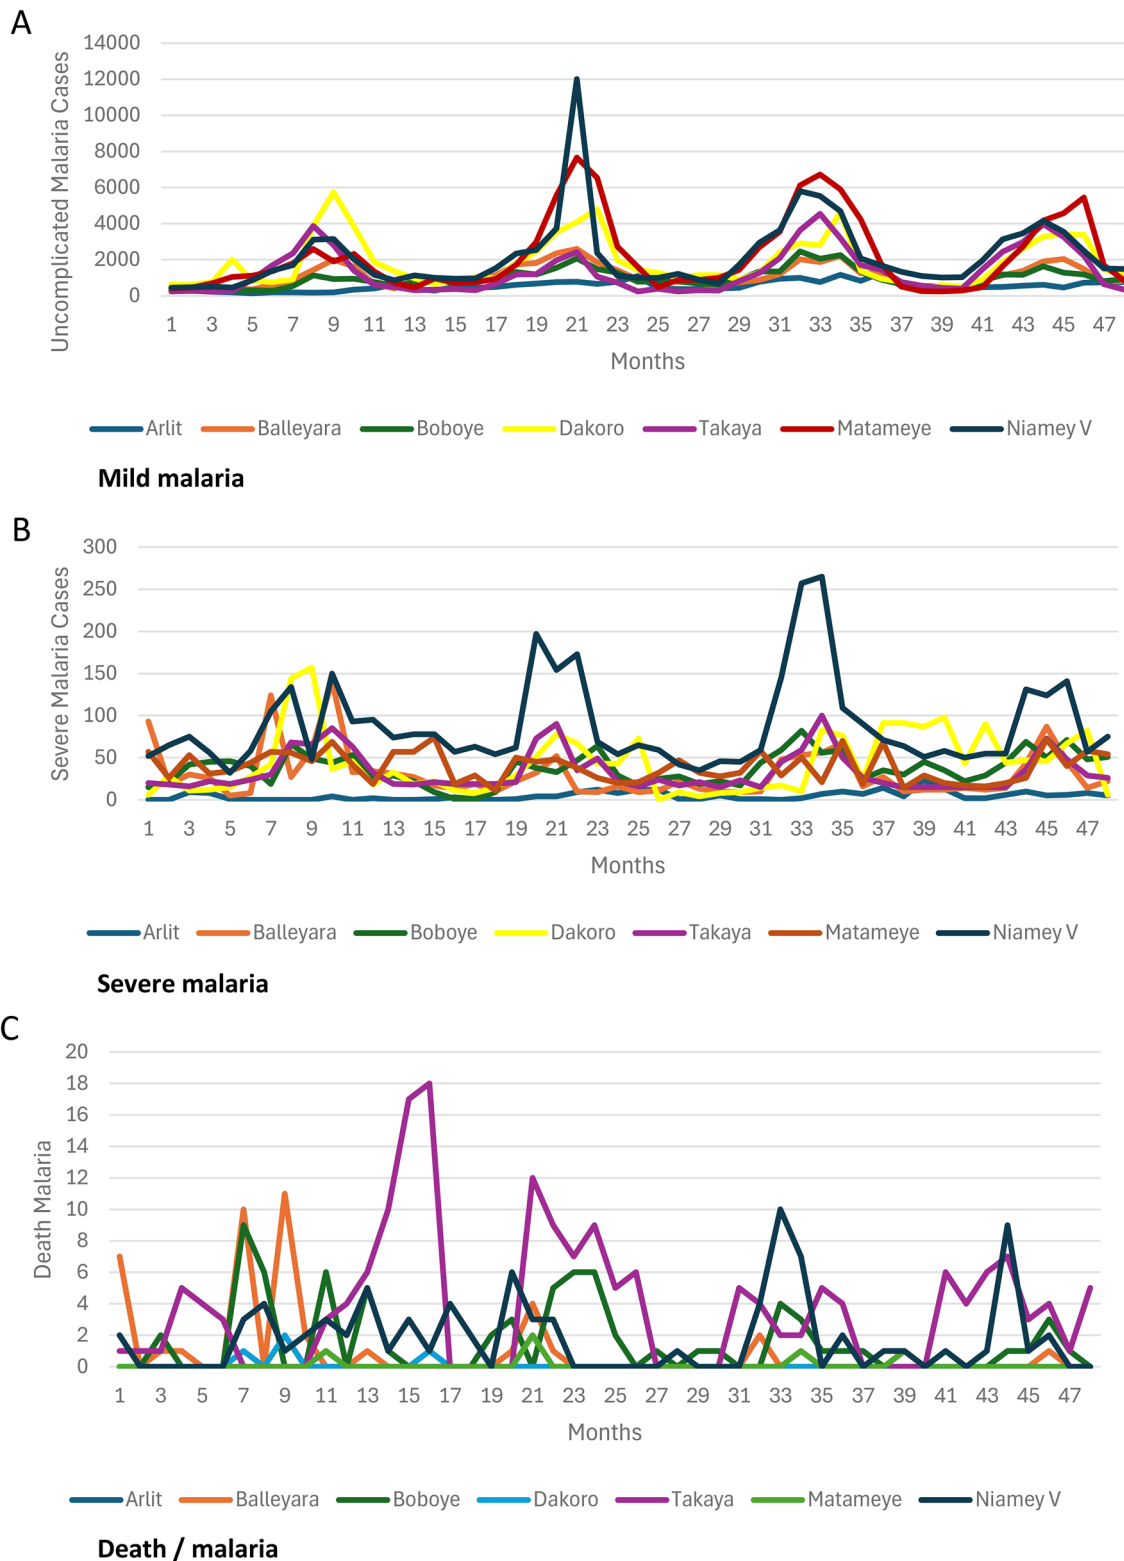 A
14000
12000
10000
8000
6000
4000
2000
0
Uncomplicated Malaria Cases
1 3 5 7 9 11 13 15 17 19 21 23 25 27 29 31 33 35 37 39 41 43 45 47
Months
Arlit Balleyara Boboye Dakoro Takaya Matameye Niamey V
Mild malaria
B
300
250
200
150
100
50
0
Severe Malaria Cases
1 3 5 7 9 11 13 15 17 19 21 23 25 27 29 31 33 35 37 39 41 43 45 47
Months
Arlit Balleyara Boboye Dakoro Takaya Matameye Niamey V
Severe malaria
C
20
18
16
14
12
10
8
6
4
2
0
Death Malaria
1 3 5 7 9 11 13 15 17 19 21 23 25 27 29 31 33 35 37 39 41 43 45 47
Months
Arlit Balleyara Boboye Dakoro Takaya Matameye Niamey V
Death / malaria